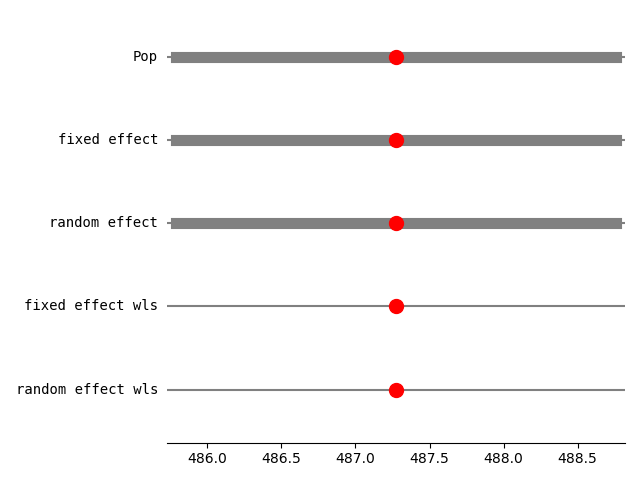 Pop
fixed effect
random effect
fixed effect wls
random effect wls
486.0 486.5 487.0 487.5 488.0 488.5